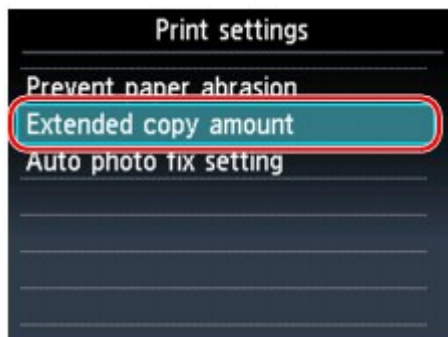 Print settings
Prevent paper abrasion
Extended copy amount
Auto photo fix setting